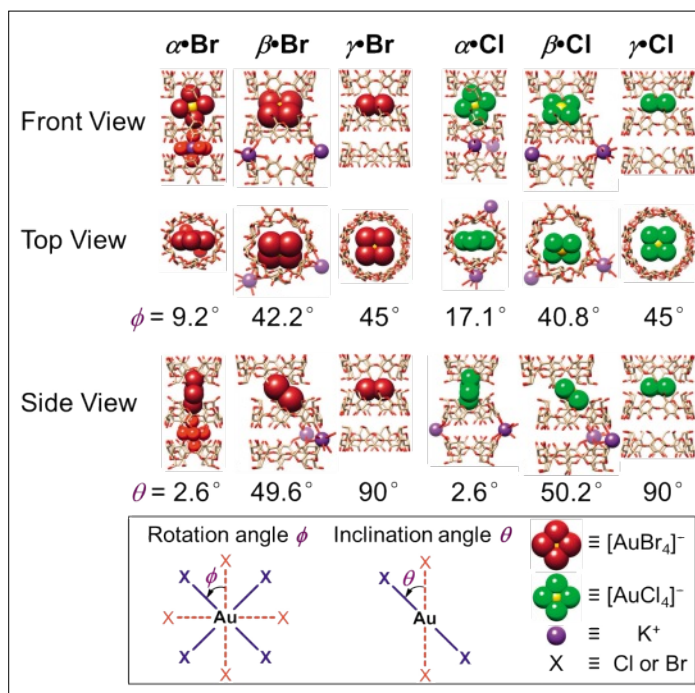 α•Br β•Br γ•Br α•Cl β•Cl γ•Cl
Front View
Top View
ϕ = 9.2° 42.2° 45° 17.1° 40.8° 45°
Side View
θ = 2.6° 49.6° 90° 2.6° 50.2° 90°
Rotation angle ϕ Inclination angle θ
≡ [AuBr₄]⁻
≡ [AuCl₄]⁻
≡ K⁺
X ≡ Cl or Br
X X ϕ X
X Au X
X X X
X X θ
Au
X X